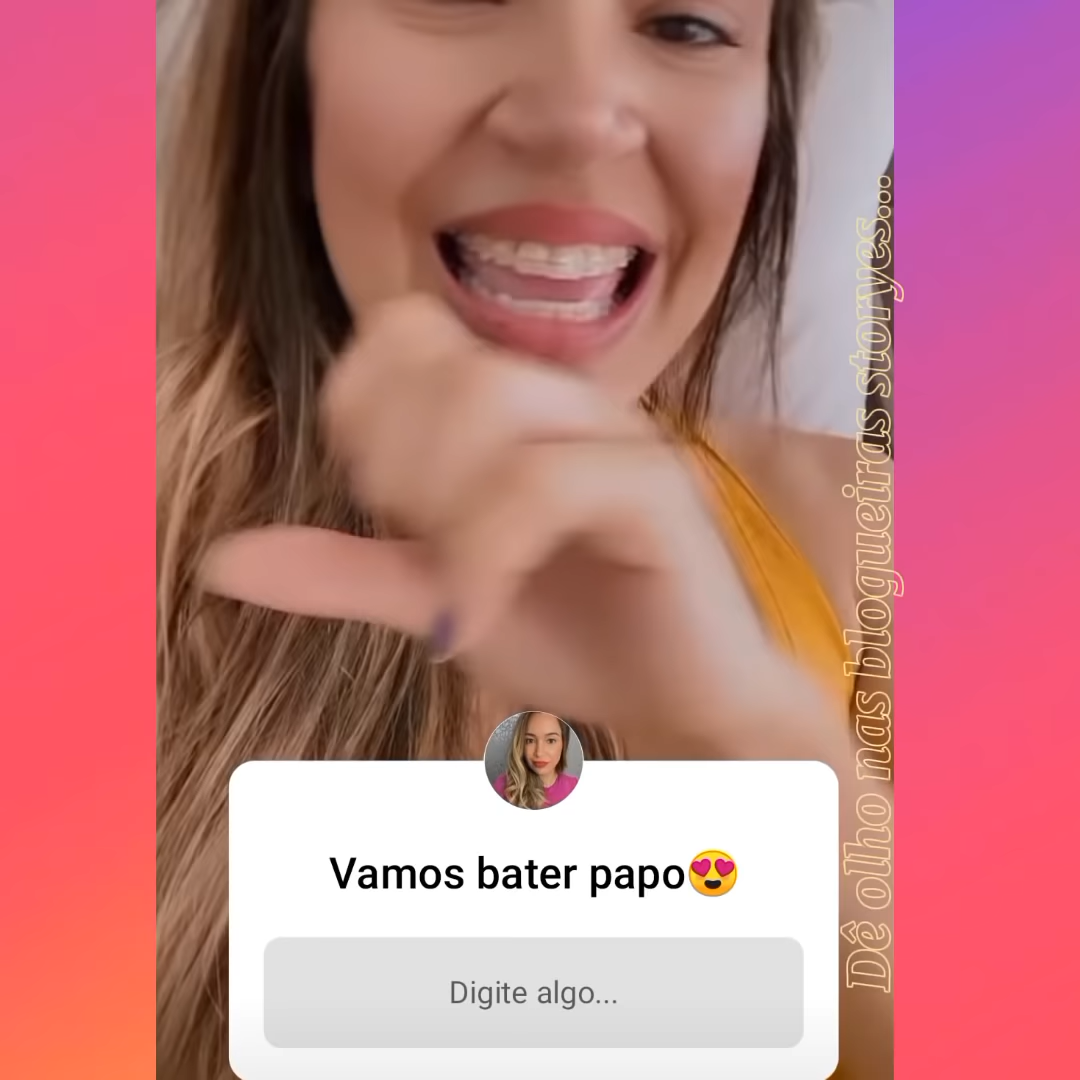 Vamos bater papo😍
Digite algo...
Dê olho nas blogueiras storyes...